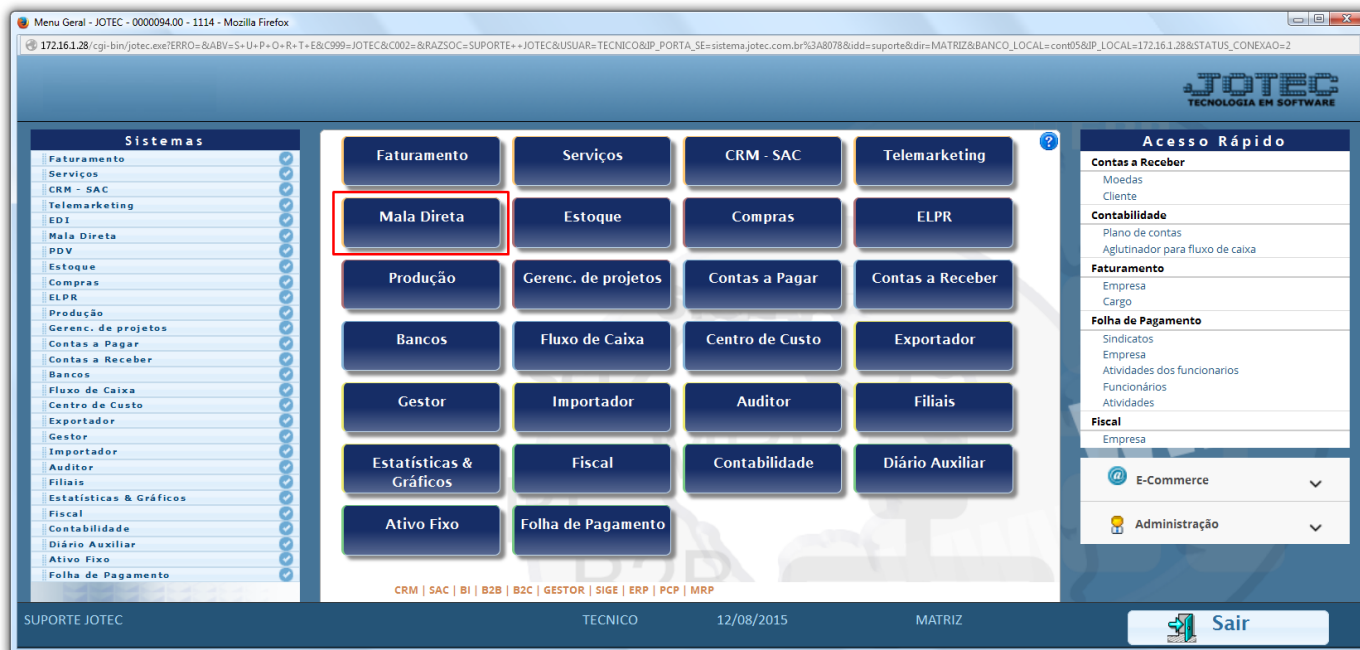 Menu Geral - JOTEC - 0000094.00 - 1114 - Mozilla Firefox
172.16.1.28/cgi-bin/jotec.exe?ERRO=&ABV=S+U+P+O+R+T+E&C999=JOTEC&C002=&RAZSOC=SUPORTE++JOTEC&USUAR=TECNICO&IP_PORTA_SE=sistema.jotec.com.br%3A8078&idd=suporte&dir=MATRIZ&BANCO_LOCAL=cont05&IP_LOCAL=172.16.1.28&STATUS_CONEXAO=2
JOTEC
TECNOLOGIA EM SOFTWARE
Sistemas
Faturamento
Serviços
CRM - SAC
Telemarketing
EDI
Mala Direta
PDV
Estoque
Compras
ELPR
Produção
Gerenc. de projetos
Contas a Pagar
Contas a Receber
Bancos
Fluxo de Caixa
Centro de Custo
Exportador
Gestor
Importador
Auditor
Filiais
Estatísticas & Gráficos
Fiscal
Contabilidade
Diário Auxiliar
Ativo Fixo
Folha de Pagamento
Faturamento Serviços CRM - SAC Telemarketing
Mala Direta Estoque Compras ELPR
Produção Gerenc. de projetos Contas a Pagar Contas a Receber
Bancos Fluxo de Caixa Centro de Custo Exportador
Gestor Importador Auditor Filiais
Estatísticas & Gráficos Fiscal Contabilidade Diário Auxiliar
Ativo Fixo Folha de Pagamento
B2B
CRM | SAC | BI | B2B | B2C | GESTOR | SIGE | ERP | PCP | MRP
?
Acesso Rápido
Contas a Receber
Moedas
Cliente
Contabilidade
Plano de contas
Aglutinador para fluxo de caixa
Faturamento
Empresa
Cargo
Folha de Pagamento
Sindicatos
Empresa
Atividades dos funcionarios
Funcionários
Atividades
Fiscal
Empresa
@ E-Commerce
Administração
SUPORTE JOTEC TECNICO 12/08/2015 MATRIZ Sair